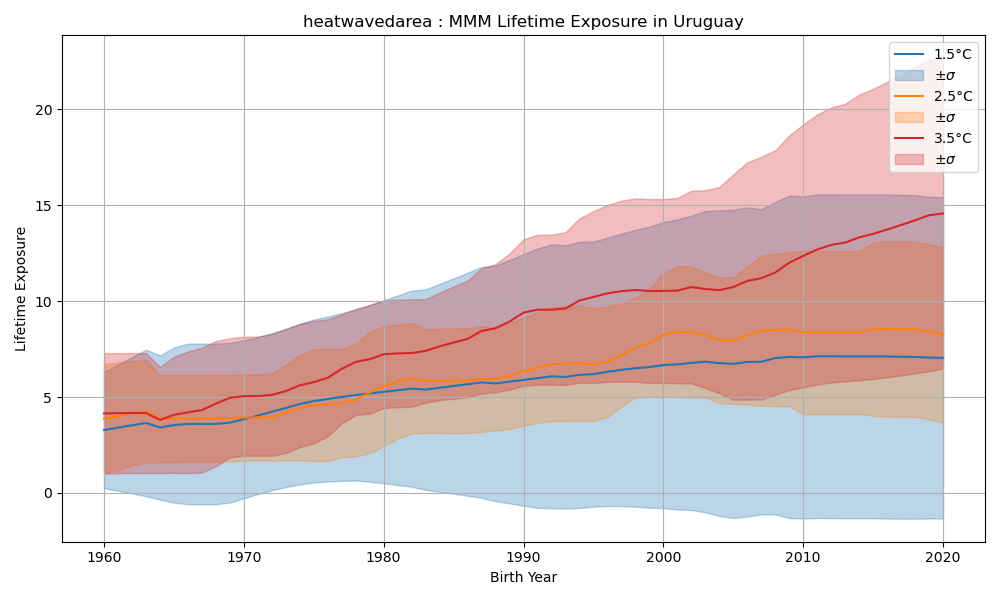 heatwavedarea : MMM Lifetime Exposure in Uruguay
1.5°C
±σ
2.5°C
±σ
3.5°C
±σ
Lifetime Exposure
20
15
10
5
0
1960 1970 1980 1990 2000 2010 2020
Birth Year